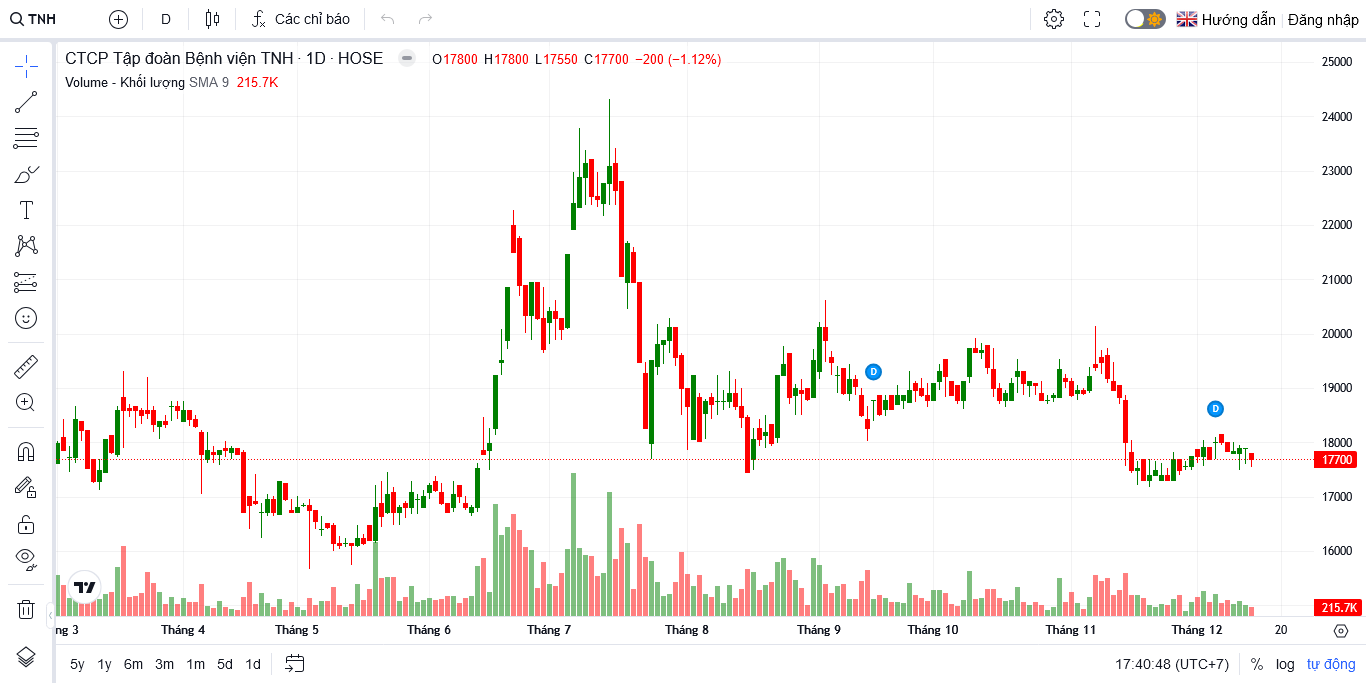 TNH D Các chỉ báo Hướng dẫn Đăng nhập
CTCP Tập đoàn Bệnh viện TNH · 1D · HOSE O17800 H17800 L17550 C17700 −200 (−1.12%)
Volume - Khối lượng SMA 9 215.7K
25000
24000
23000
22000
21000
20000
19000
D
D
18000
17700
17000
16000
215.7K
ng 3 Tháng 4 Tháng 5 Tháng 6 Tháng 7 Tháng 8 Tháng 9 Tháng 10 Tháng 11 Tháng 12 20
5y 1y 6m 3m 1m 5d 1d 17:40:48 (UTC+7) % log tự động